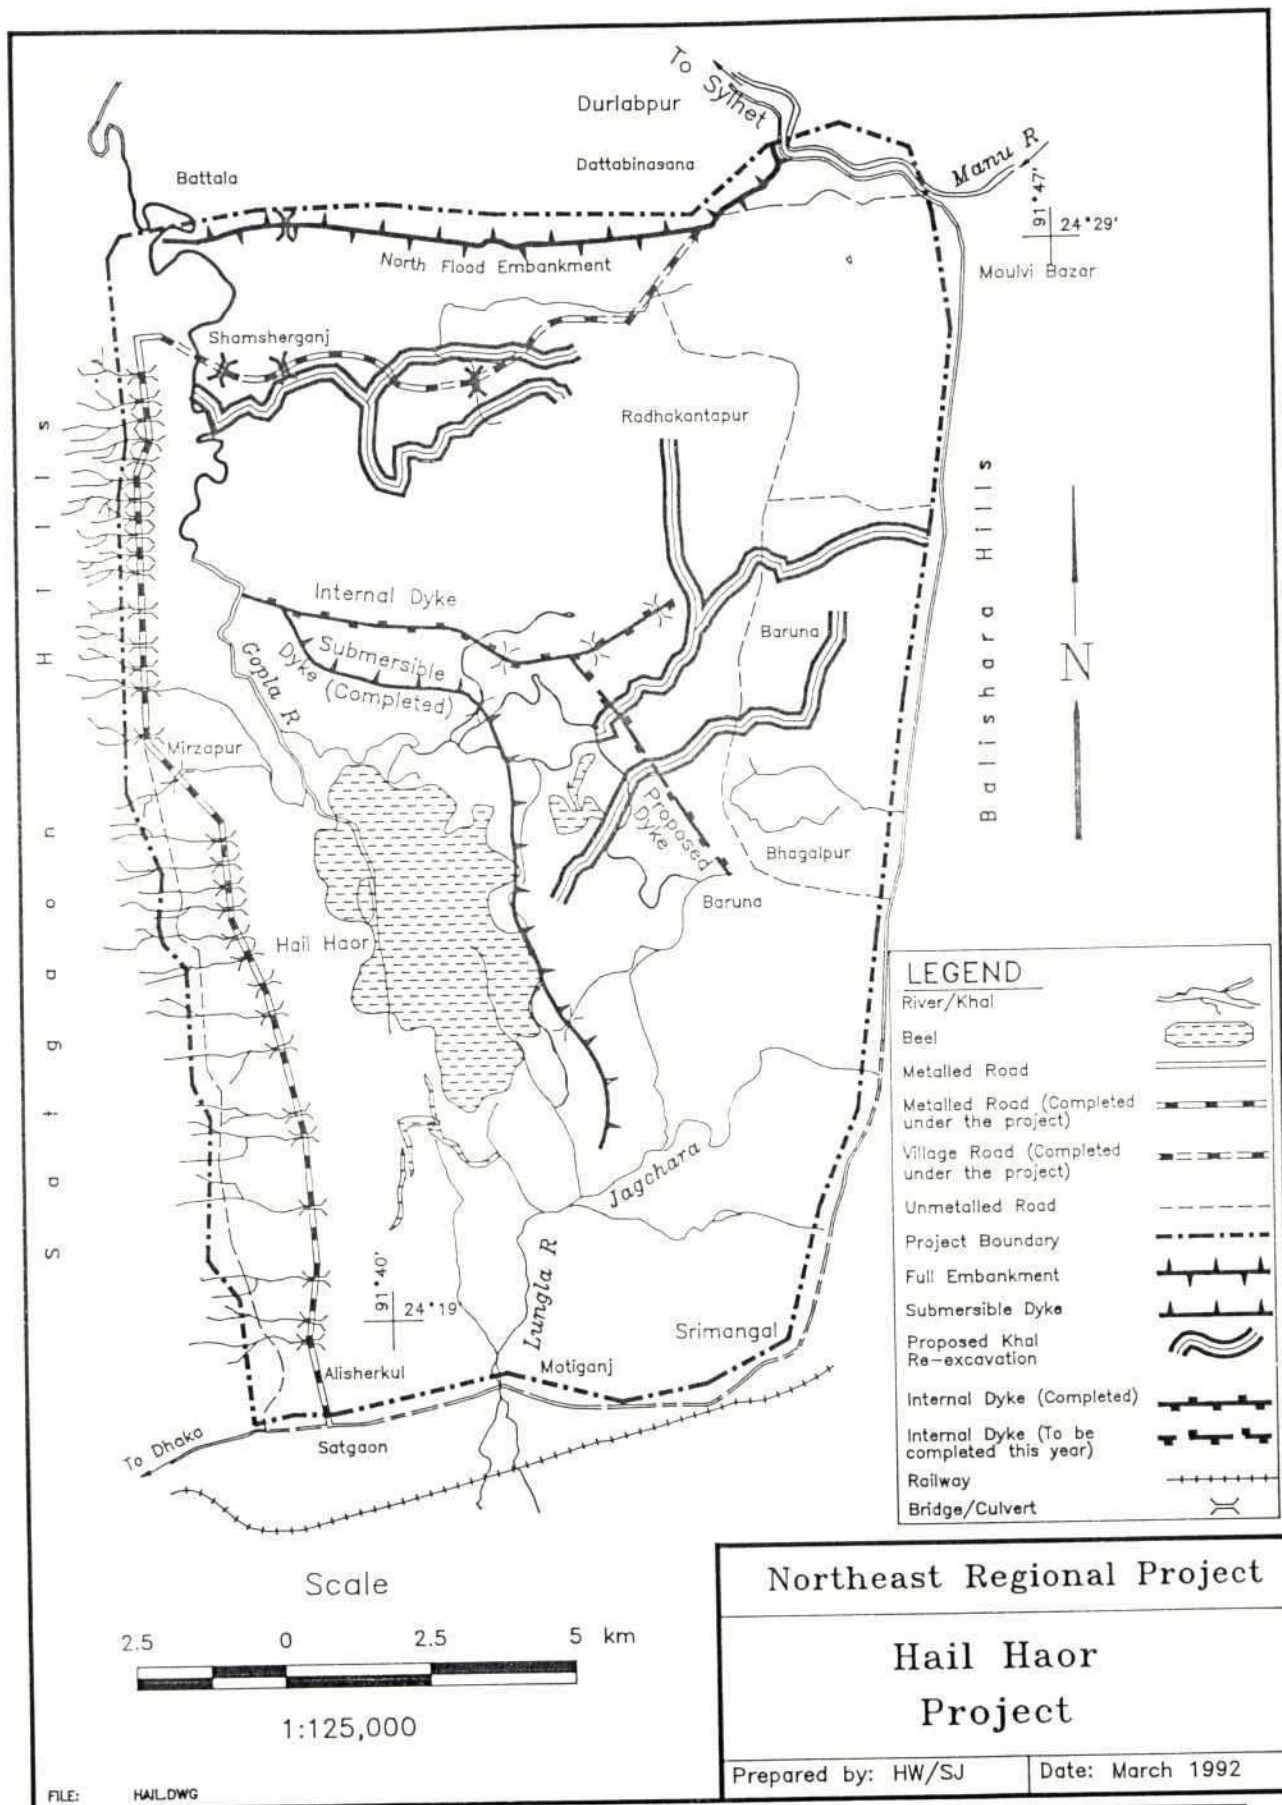 To
Sylhet
Durlabpur
Dattabinasana
Manu R
Battala
91°47'
24°29'
North Flood Embankment
Moulvi Bazar
Shamsherganj
Radhakantapur
Satgaon Hills
Balishara Hills
Internal Dyke
Submersible
Dyke (Completed)
Gopla R
Baruna
N
Mirzapur
Proposed
Dyke
Bhagalpur
Baruna
Hail Haor
Jagchara
Lungla R
91°40'
24°19'
Srimangal
Alisherkul
Motiganj
To Dhaka
Satgaon
LEGEND
River/Khal
Beel
Metalled Road
Metalled Road (Completed
under the project)
Village Road (Completed
under the project)
Unmetalled Road
Project Boundary
Full Embankment
Submersible Dyke
Proposed Khal
Re-excavation
Internal Dyke (Completed)
Internal Dyke (To be
completed this year)
Railway
Bridge/Culvert
Scale
2.5 0 2.5 5 km
1:125,000
Northeast Regional Project
Hail Haor
Project
Prepared by: HW/SJ Date: March 1992
FILE: HAIL.DWG